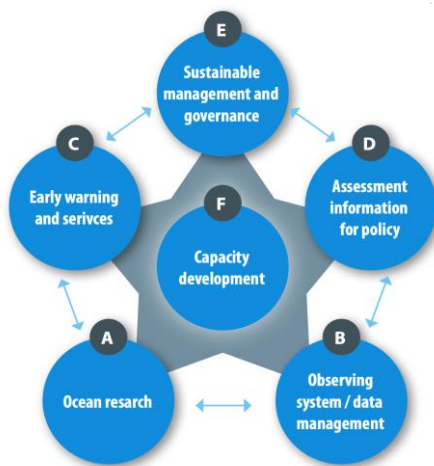 E
Sustainable
management and
governance
C
Early warning
and serivces
D
Assessment
information
for policy
F
Capacity
development
A
Ocean resarch
B
Observing
system / data
management